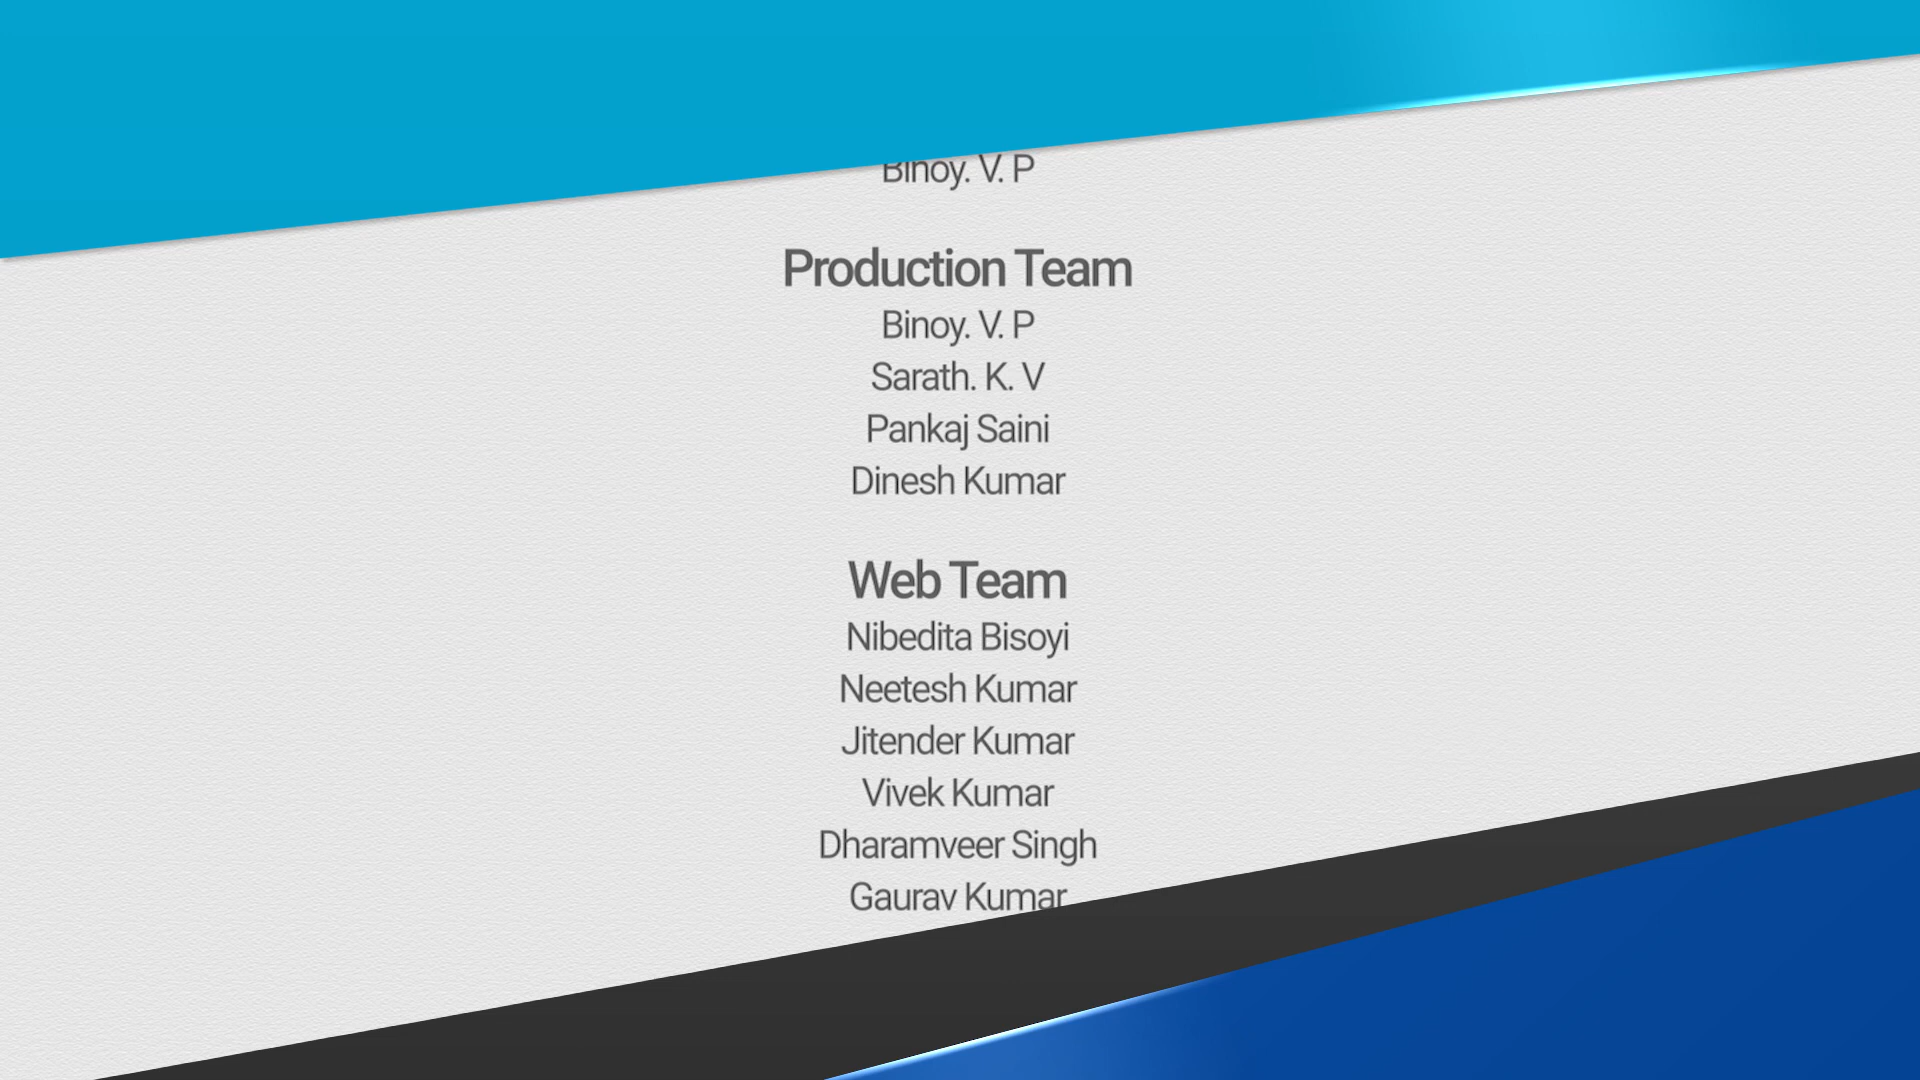 Binoy. V. P
Production Team
Binoy. V. P
Sarath. K. V
Pankaj Saini
Dinesh Kumar
Web Team
Nibedita Bisoyi
Neetesh Kumar
Jitender Kumar
Vivek Kumar
Dharamveer Singh
Gaurav Kumar